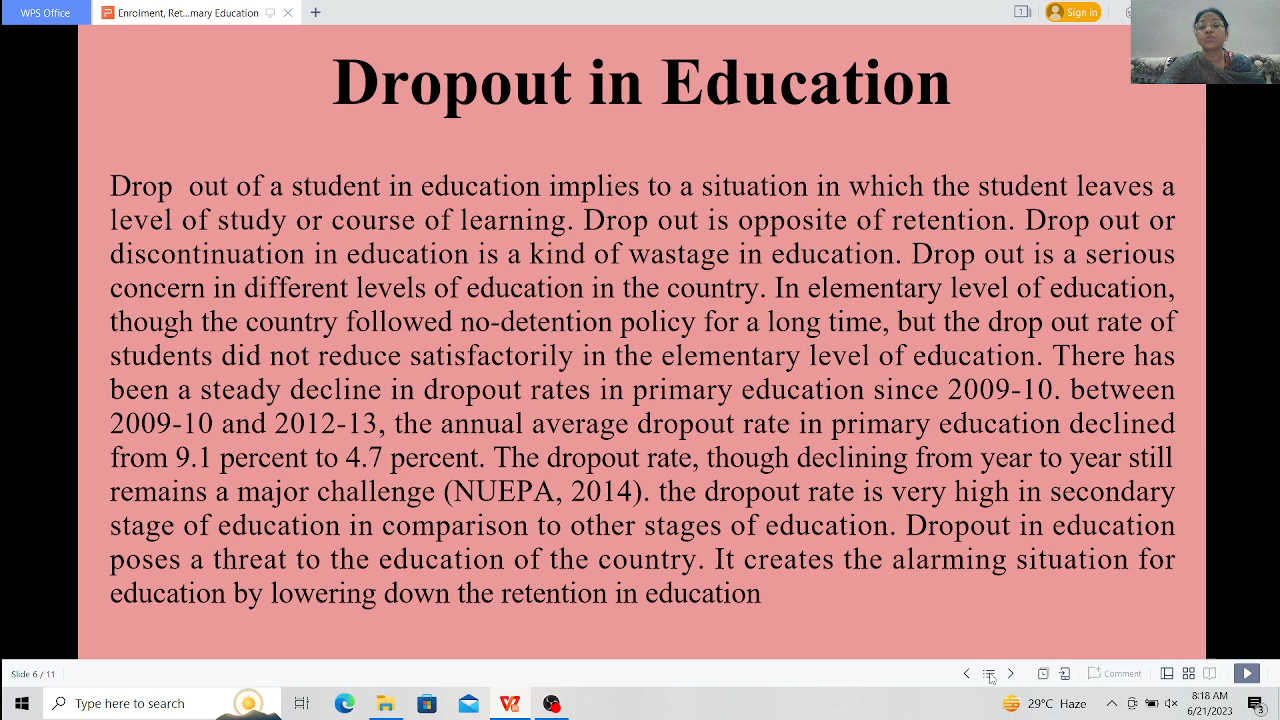 WPS Office
Enrolment, Ret...mary Education
Sign in
Dropout in Education
Drop out of a student in education implies to a situation in which the student leaves a
level of study or course of learning. Drop out is opposite of retention. Drop out or
discontinuation in education is a kind of wastage in education. Drop out is a serious
concern in different levels of education in the country. In elementary level of education,
though the country followed no-detention policy for a long time, but the drop out rate of
students did not reduce satisfactorily in the elementary level of education. There has
been a steady decline in dropout rates in primary education since 2009-10. between
2009-10 and 2012-13, the annual average dropout rate in primary education declined
from 9.1 percent to 4.7 percent. The dropout rate, though declining from year to year still
remains a major challenge (NUEPA, 2014). the dropout rate is very high in secondary
stage of education in comparison to other stages of education. Dropout in education
poses a threat to the education of the country. It creates the alarming situation for
education by lowering down the retention in education
Slide 6 / 11
Comment
Type here to search
29°C Haze
8:18 AM
6/21/2023
3